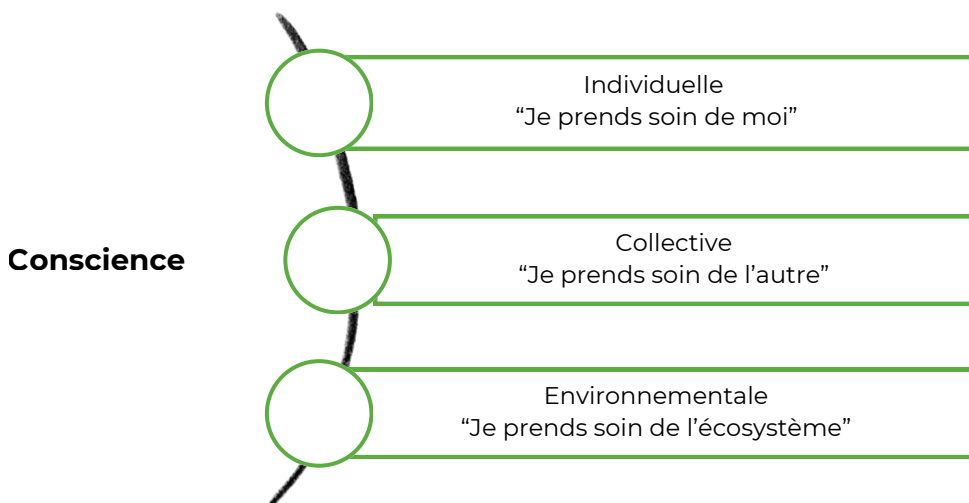 Individuelle
“Je prends soin de moi”
Conscience
Collective
“Je prends soin de l’autre”
Environnementale
“Je prends soin de l’écosystème”